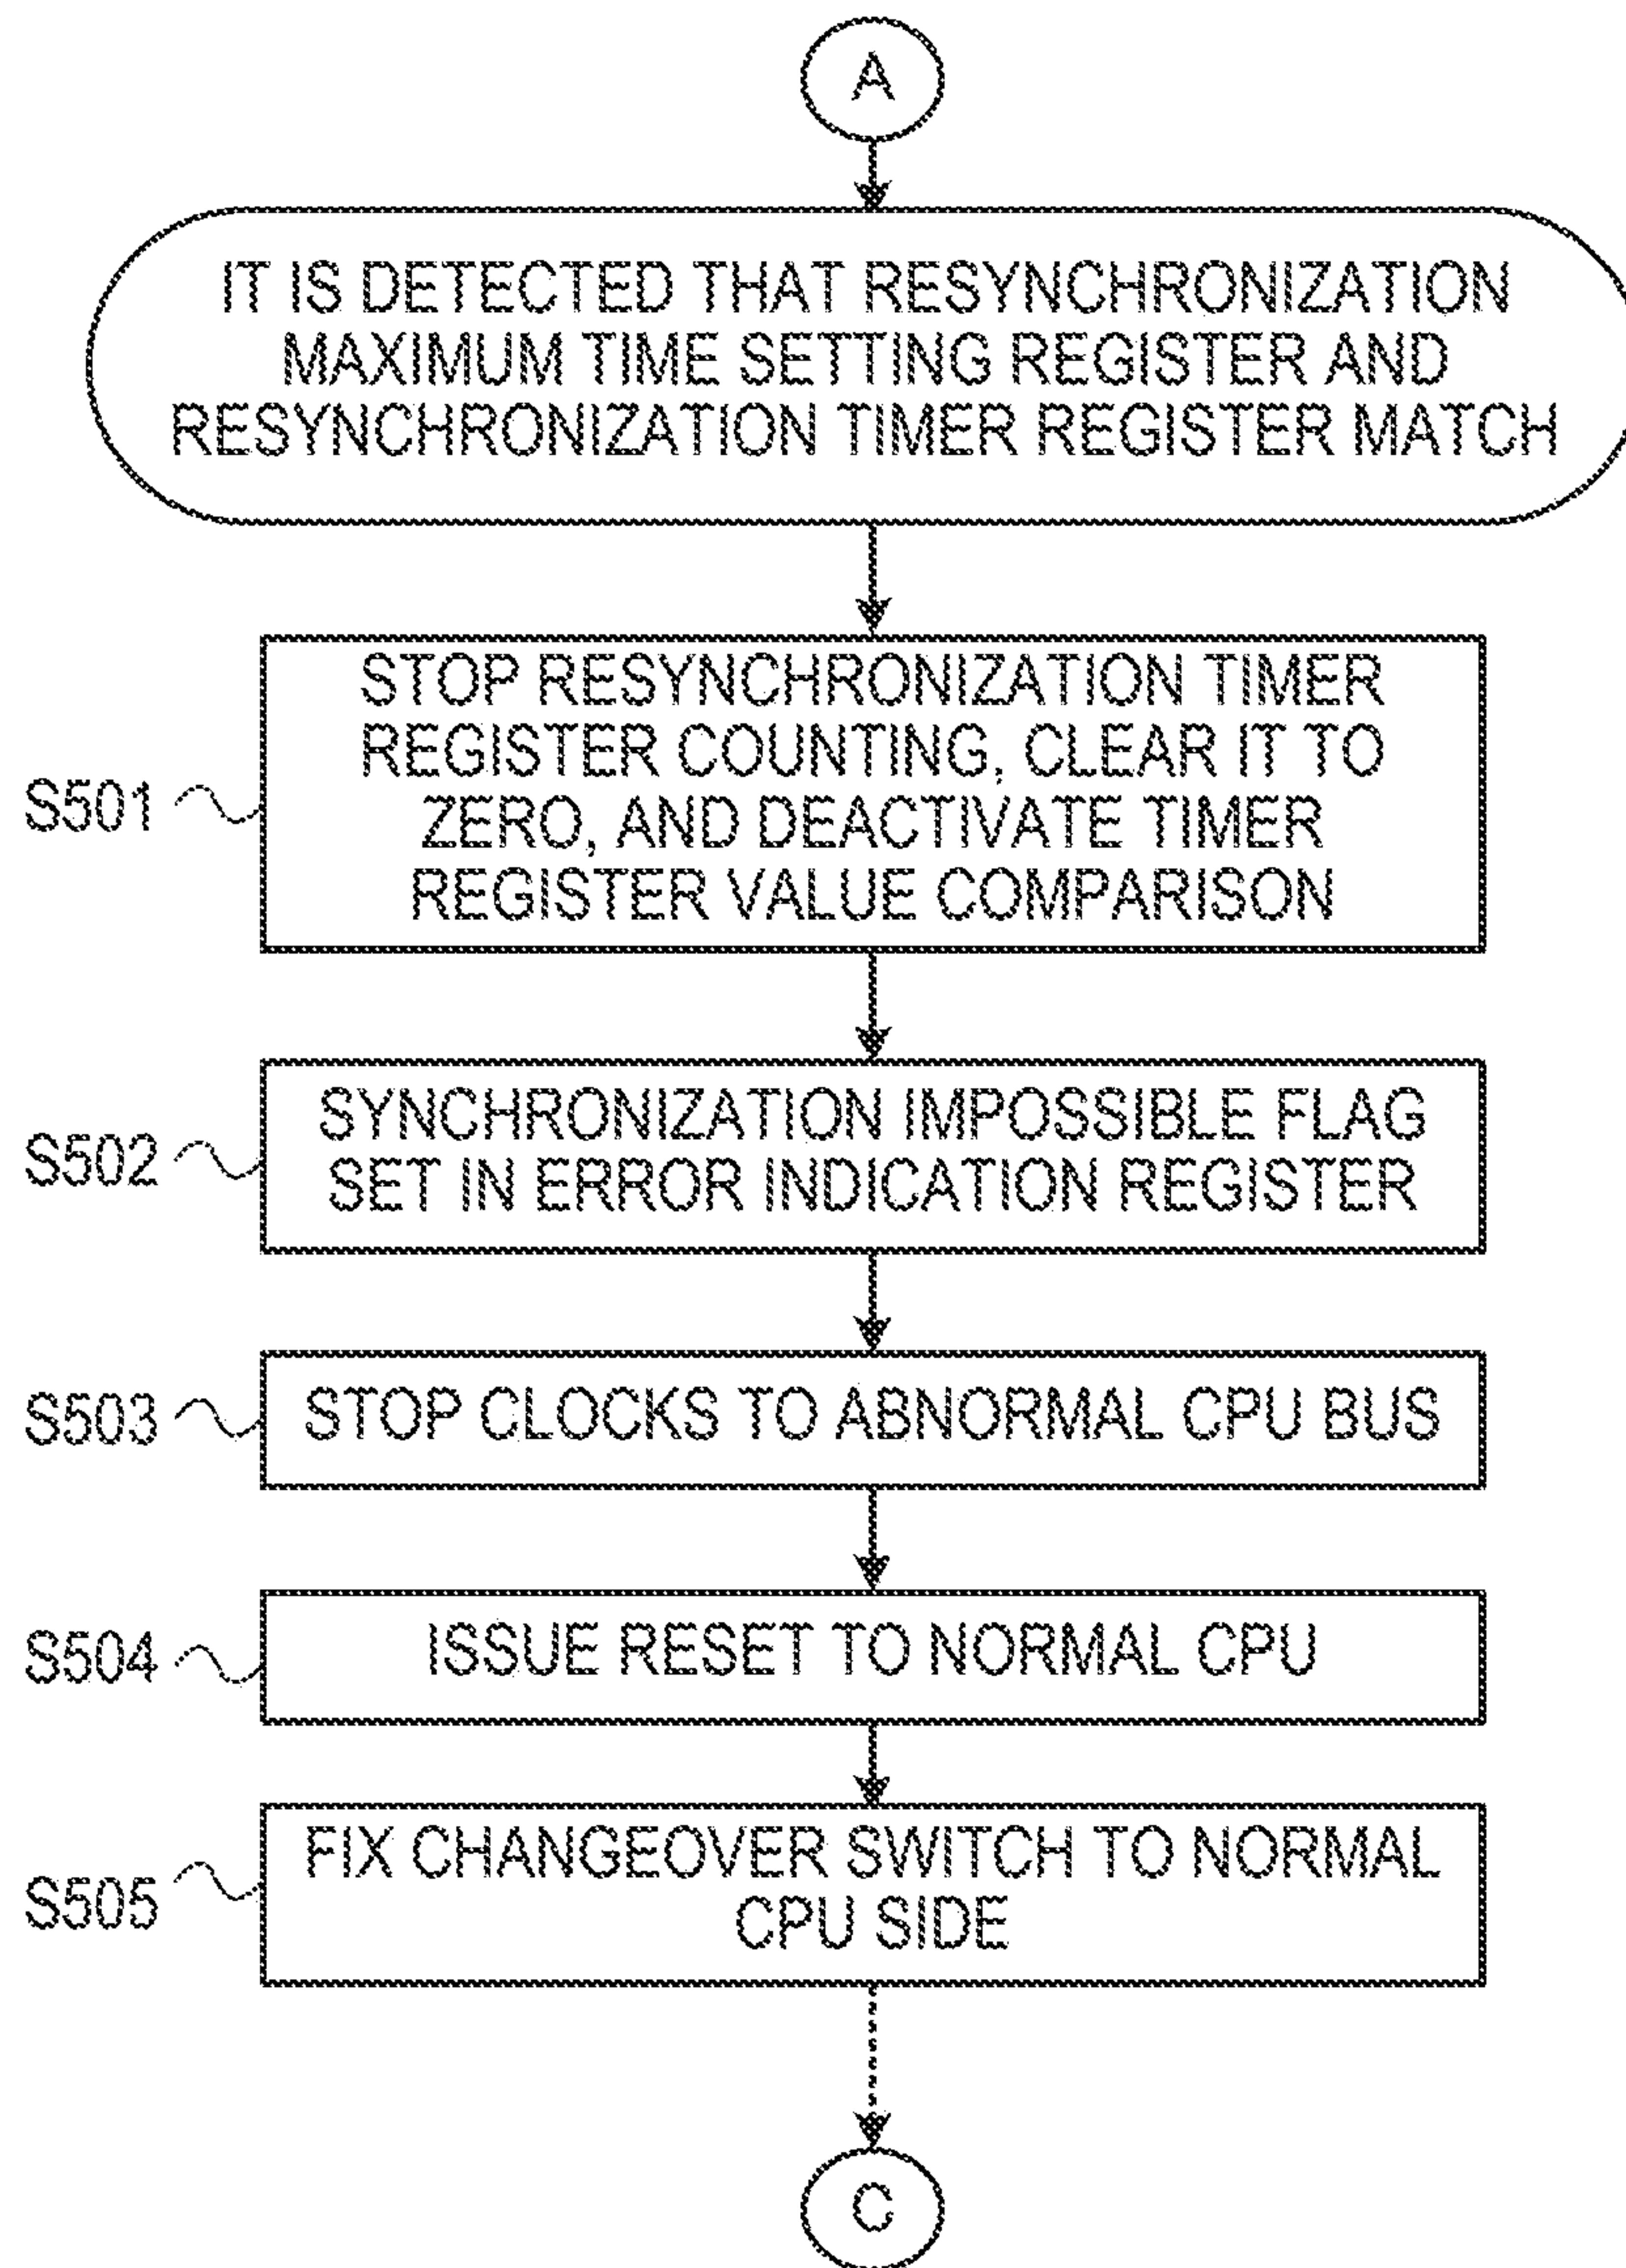 A
IT IS DETECTED THAT RESYNCHRONIZATION
MAXIMUM TIME SETTING REGISTER AND
RESYNCHRONIZATION TIMER REGISTER MATCH
S501
STOP RESYNCHRONIZATION TIMER
REGISTER COUNTING, CLEAR IT TO
ZERO, AND DEACTIVATE TIMER
REGISTER VALUE COMPARISON
S502
SYNCHRONIZATION IMPOSSIBLE FLAG
SET IN ERROR INDICATION REGISTER
S503
STOP CLOCKS TO ABNORMAL CPU BUS
S504
ISSUE RESET TO NORMAL CPU
S505
FIX CHANGEOVER SWITCH TO NORMAL
CPU SIDE
C